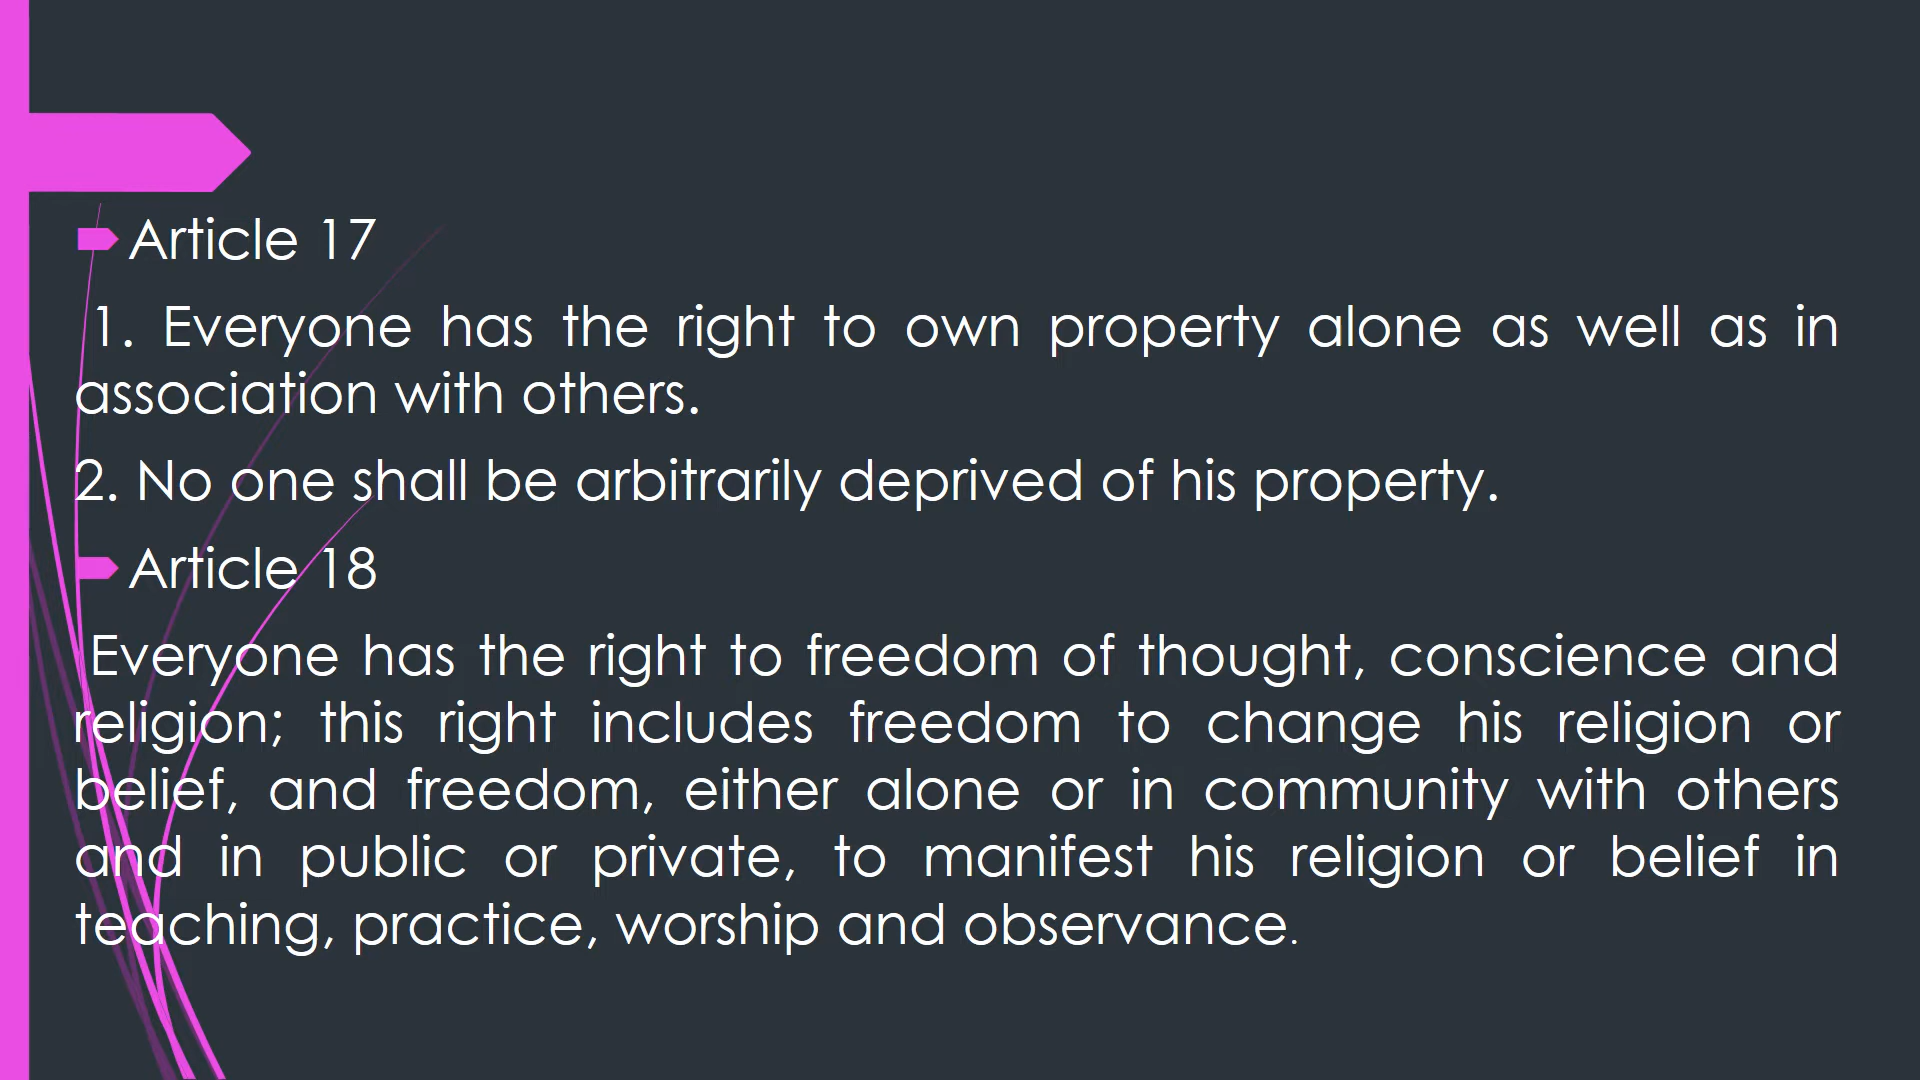 Article 17
1. Everyone has the right to own property alone as well as in
association with others.
2. No one shall be arbitrarily deprived of his property.
Article 18
Everyone has the right to freedom of thought, conscience and
religion; this right includes freedom to change his religion or
belief, and freedom, either alone or in community with others
and in public or private, to manifest his religion or belief in
teaching, practice, worship and observance.